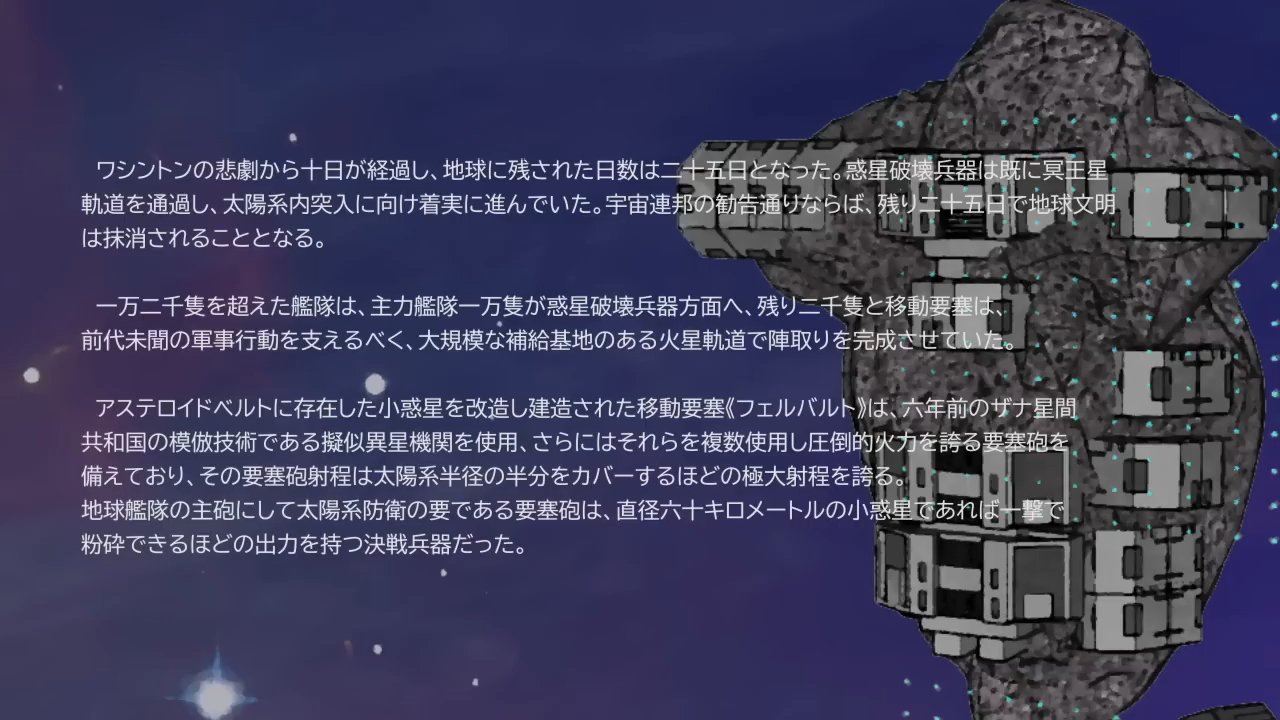 ワシントンの悲劇から十日が経過し、地球に残された日数は二十五日となった。惑星破壊兵器は既に冥王星
軌道を通過し、太陽系内突入に向け着実に進んでいた。宇宙連邦の勧告通りならば、残り二十五日で地球文明
は抹消されることとなる。
一万二千隻を超えた艦隊は、主力艦隊一万隻が惑星破壊兵器方面へ、残り二千隻と移動要塞は、
前代未聞の軍事行動を支えるべく、大規模な補給基地のある火星軌道で陣取りを完成させていた。
アステロイドベルトに存在した小惑星を改造し建造された移動要塞《フェルバルト》は、六年前のザナ星間
共和国の模倣技術である擬似異星機関を使用、さらにはそれらを複数使用し圧倒的火力を誇る要塞砲を
備えており、その要塞砲射程は太陽系半径の半分をカバーするほどの極大射程を誇る。
地球艦隊の主砲にして太陽系防衛の要である要塞砲は、直径六十キロメートルの小惑星であれば一撃で
粉砕できるほどの出力を持つ決戦兵器だった。